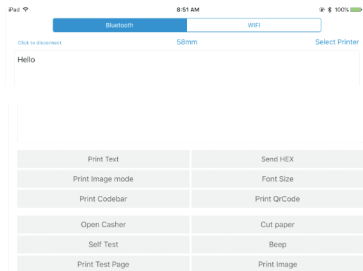 iPad 8:51 AM 100%
Bluetooth WIFI
Click to disconnect 58mm Select Printer
Hello
Print Text Send HEX
Print Image mode Font Size
Print Codebar Print QrCode
Open Casher Cut paper
Self Test Beep
Print Test Page Print Image